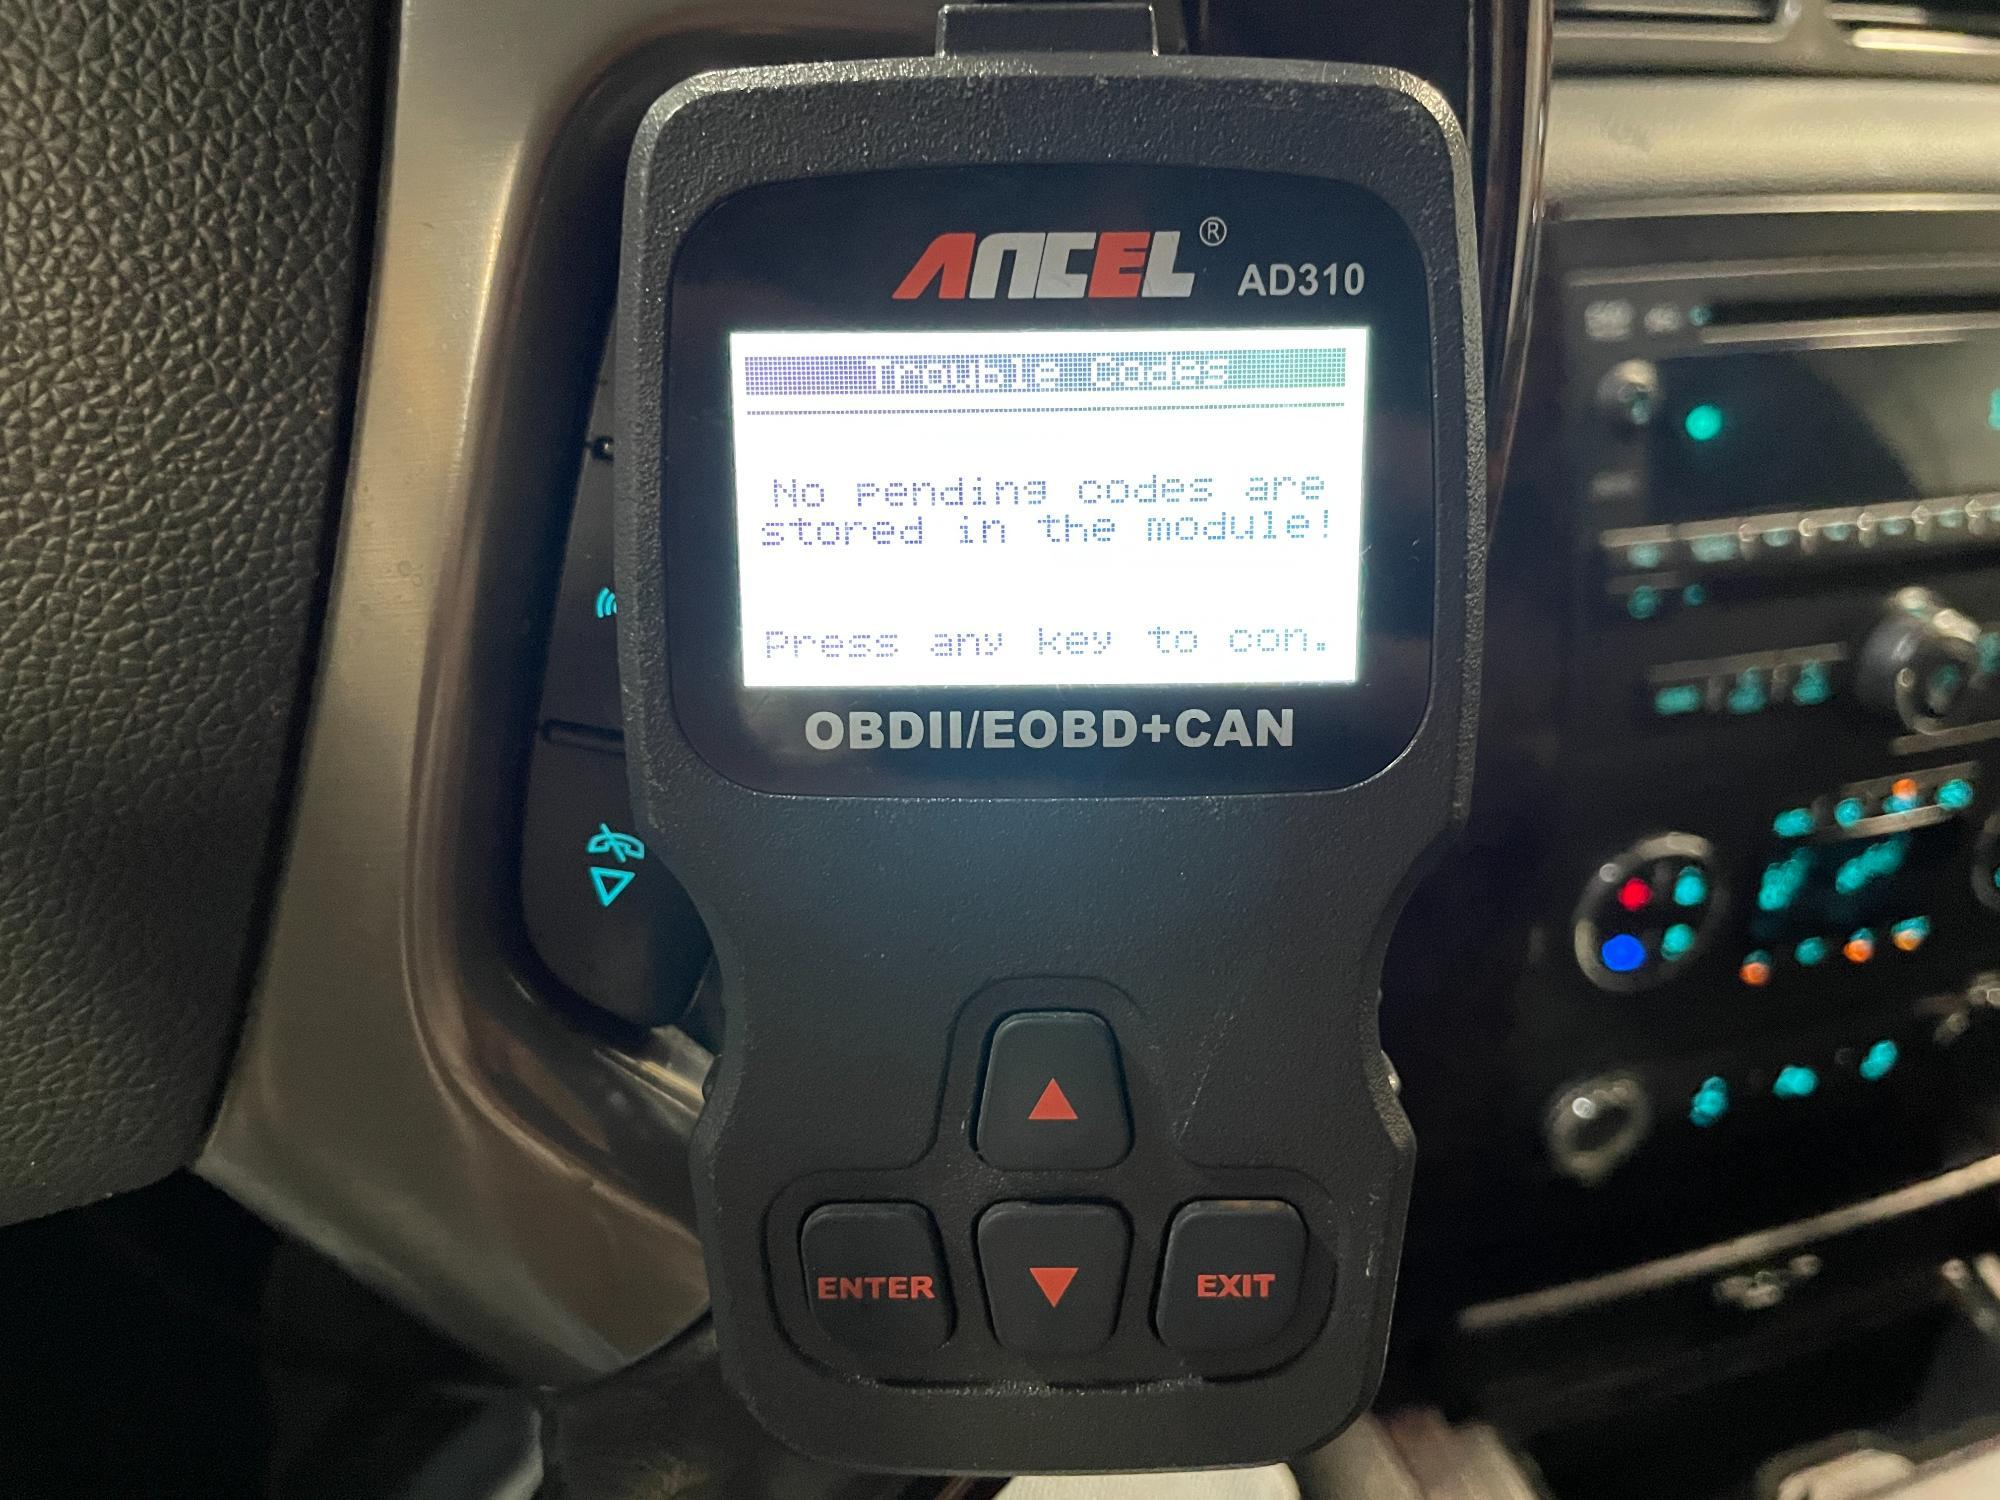 ANCEL®
AD310
Trouble Codes
No pending codes are
stored in the module!
Press any key to con.
OBDII/EOBD+CAN
ENTER
EXIT